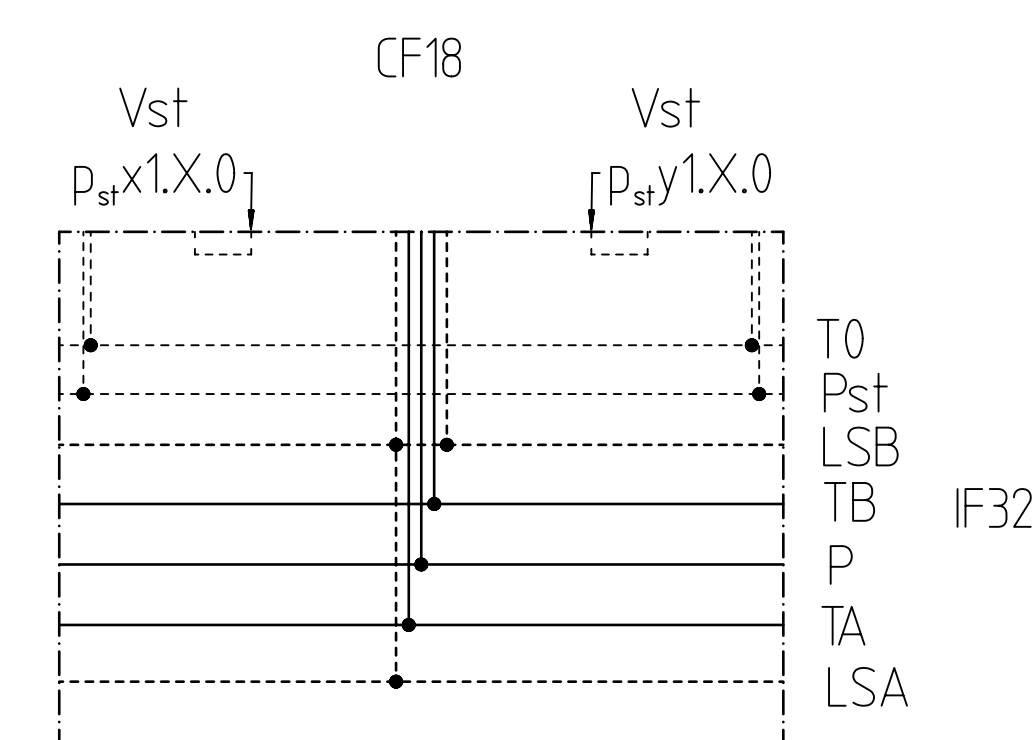 CF18
Vst Vst
pstx1.X.0 psty1.X.0
T0
Pst
LSB
TB
IF32
P
TA
LSA